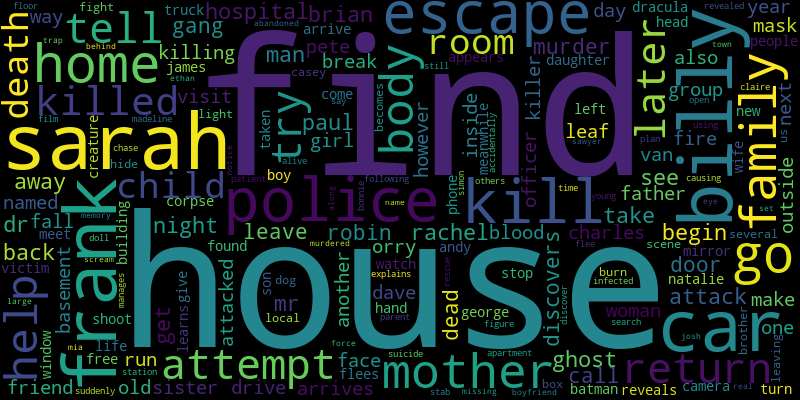 find
house
sarah
police
billy
frank
car
family
kill
escape
mother
home
return
go
tell
help
body
killed
attempt
child
room
death
later
try
hospital
brian
day
dracula
year
truck
fight
floor
way
gang
arrive
head
mask
revealed
abandoned
trap
behind
killing
man
pete
break
murder
also
people
town
ethan
james
casey
appears
daughter
claire
visit
light
come
becomes
still
killer
group
open
next
us
film
madeline
say
left
new
using
chase
taken
paul
however
inside
meanwhile
accidentally
officer
leaf
fire
plan
creature
hide
girl
sawyer
van
wife
outside
away
boy
alive
notice
see
causing
patient
following
phone
simon
others
time
father
young
eye
set
named
corpse
along
bonnie
name
take
dr
fall
building
night
leave
robin
rachel
blood
charles
begin
several
meet
memory
found
orry
andy
scene
mirror
back
doll
murdered
another
watch
discovers
stop
woman
door
victim
basement
scream
attacked
explains
rescue
burn
infected
natalie
attack
son
dog
dave
search
make
large
manages
learns
give
mr
hand
dead
george
discover
josh
brother
one
window
shoot
get
local
parent
figure
mia
life
free
force
face
suicide
apartment
ghost
call
camera
leaving
station
run
flees
box
batman
reveals
real
turn
friend
suddenly
old
sister
drive
arrives
stab
missing
boyfriend